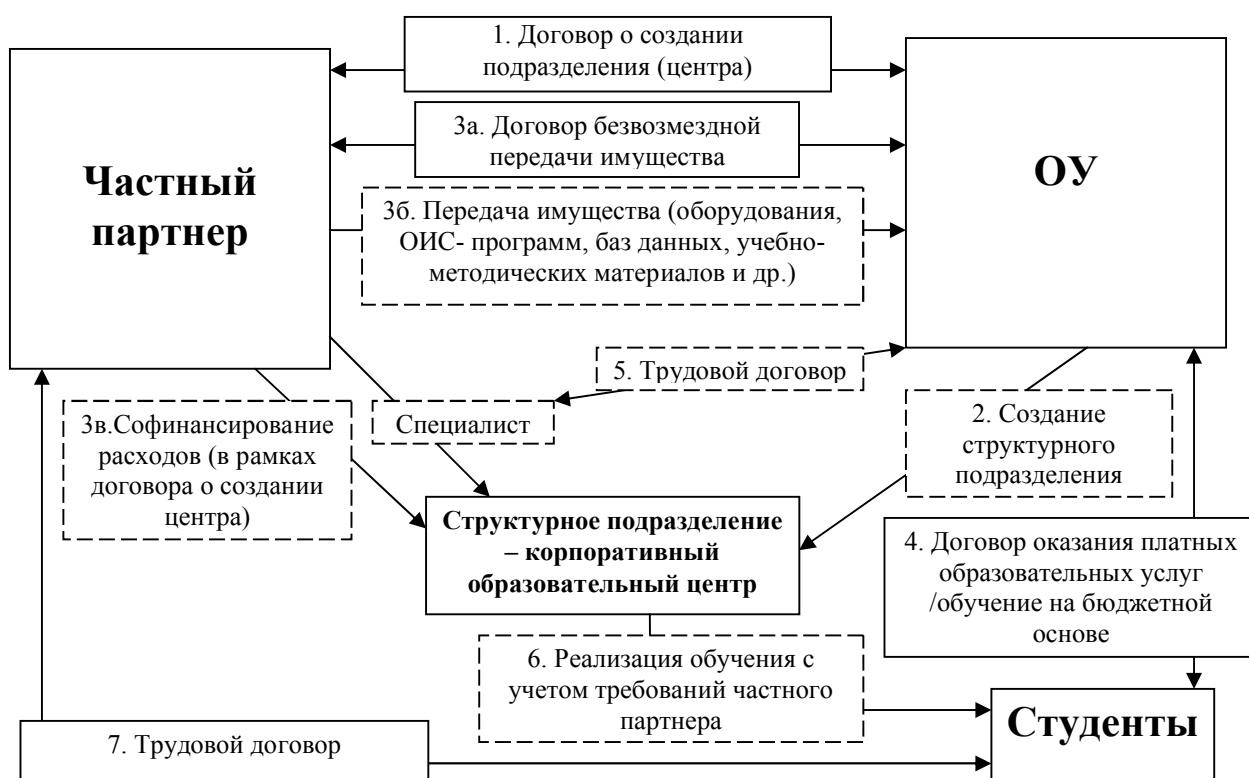 1. Договор о создании
подразделения (центра)
Частный
партнер
ОУ
3а. Договор безвозмездной
передачи имущества
3б. Передача имущества (оборудования,
ОИС- программ, баз данных, учебно-
методических материалов и др.)
5. Трудовой договор
Специалист
3в.Софинансирование
расходов (в рамках
договора о создании
центра)
2. Создание
структурного
подразделения
Структурное подразделение
– корпоративный
образовательный центр
4. Договор оказания платных
образовательных услуг
/обучение на бюджетной
основе
6. Реализация обучения с
учетом требований частного
партнера
Студенты
7. Трудовой договор